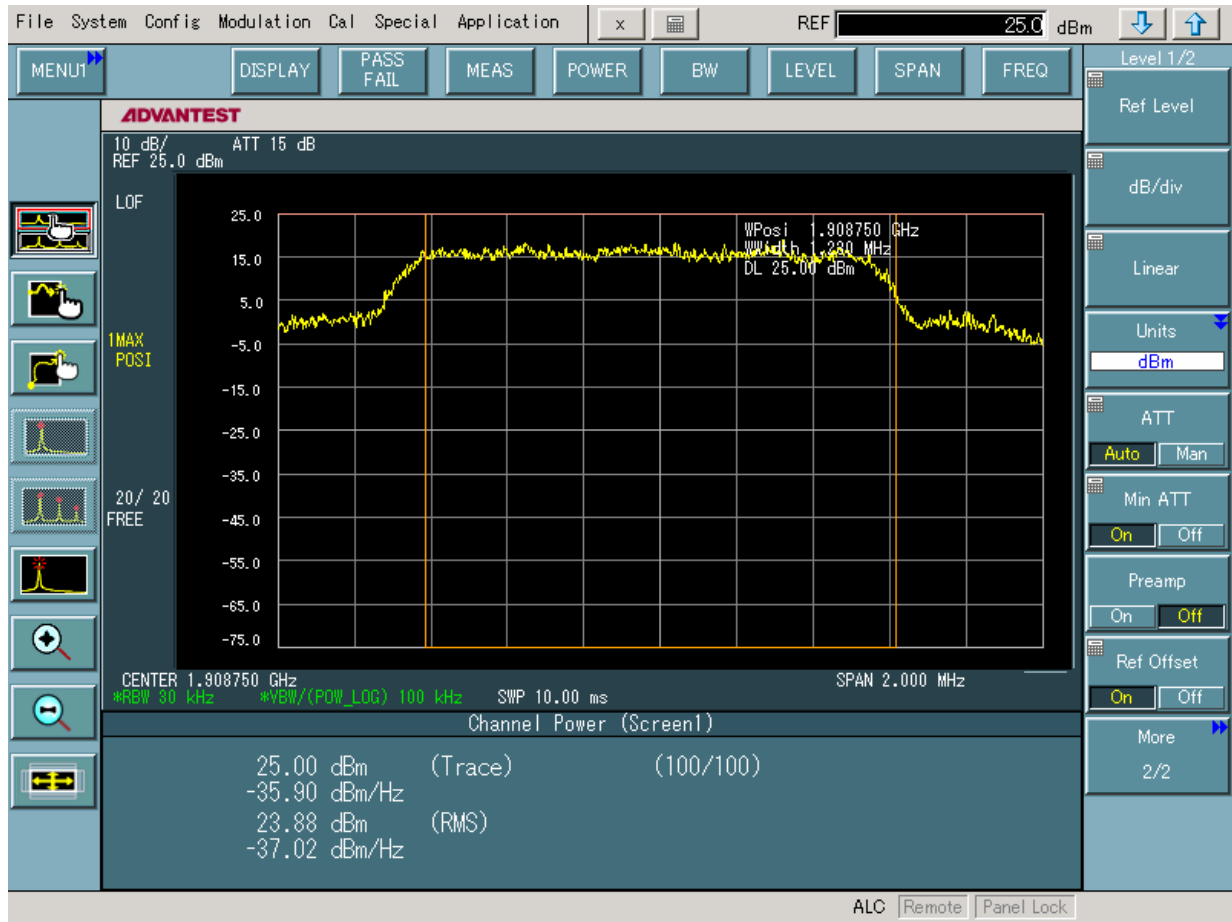 File System Config Modulation Cal Special Application x REF 25.0 dBm
MENU1 DISPLAY PASS FAIL MEAS POWER BW LEVEL SPAN FREQ
Level 1/2
ADVANTEST
10 dB/ ATT 15 dB
REF 25.0 dBm
LOF
WPosi 1.908750 GHz
WWidth 1.230 MHz
DL 25.00 dBm
25.0
15.0
5.0
-5.0
-15.0
-25.0
-35.0
-45.0
-55.0
-65.0
-75.0
1MAX
POSI
20/ 20
FREE
CENTER 1.908750 GHz SPAN 2.000 MHz
*RBW 30 kHz *VBW/(POW_LOG) 100 kHz SWP 10.00 ms
Channel Power (Screen1)
25.00 dBm (Trace) (100/100)
-35.90 dBm/Hz
23.88 dBm (RMS)
-37.02 dBm/Hz
Ref Level
dB/div
Linear
Units
dBm
ATT
Auto Man
Min ATT
On Off
Preamp
On Off
Ref Offset
On Off
More
2/2
ALC Remote Panel Lock